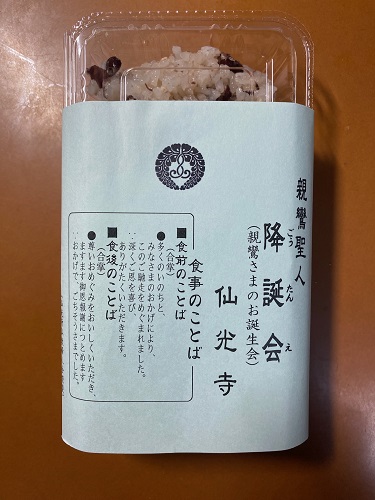 親鸞聖人
降誕会
ごうたんえ
(親鸞さまのお誕生会)
仙光寺
食事のことば
■食前のことば
(合掌)
●多くのいのちと、
みなさまのおかげにより、
このご馳走をめぐまれました。
∴深くご恩を喜び、
ありがたくいただきます。
■食後のことば
(合掌)
●尊いおめぐみをおいしくいただき、
ますます御恩報謝につとめます
∴おかげで、ごちそうさまでした。